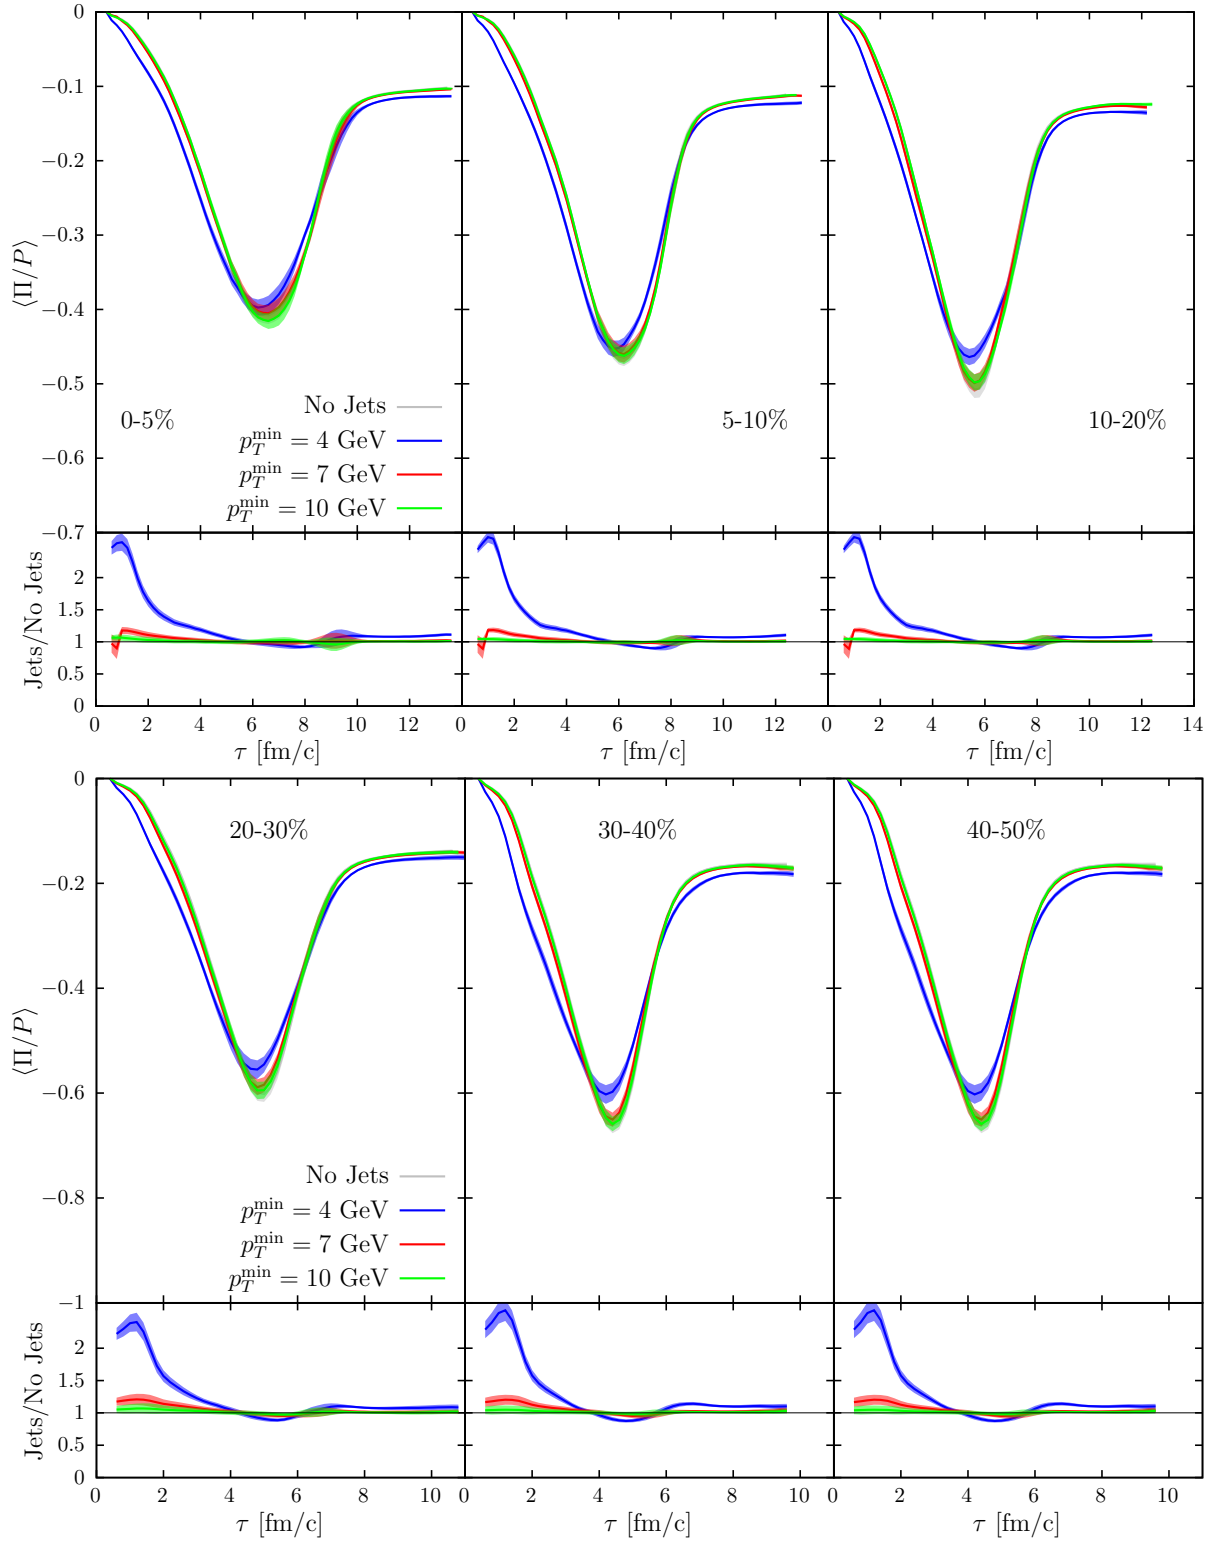 0
−0.1
−0.2
−0.3
−0.4
−0.5
−0.6
−0.7
⟨Π/P⟩
0-5%
5-10%
10-20%
No Jets
p_T^min = 4 GeV
p_T^min = 7 GeV
p_T^min = 10 GeV
Jets/No Jets
2
1.5
1
0.5
0
0 2 4 6 8 10 12 0 2 4 6 8 10 12 0 2 4 6 8 10 12 14
τ [fm/c] τ [fm/c] τ [fm/c]
0
−0.2
−0.4
−0.6
−0.8
−1
⟨Π/P⟩
20-30%
30-40%
40-50%
No Jets
p_T^min = 4 GeV
p_T^min = 7 GeV
p_T^min = 10 GeV
Jets/No Jets
2
1.5
1
0.5
0
0 2 4 6 8 10 0 2 4 6 8 10 0 2 4 6 8 10
τ [fm/c] τ [fm/c] τ [fm/c]